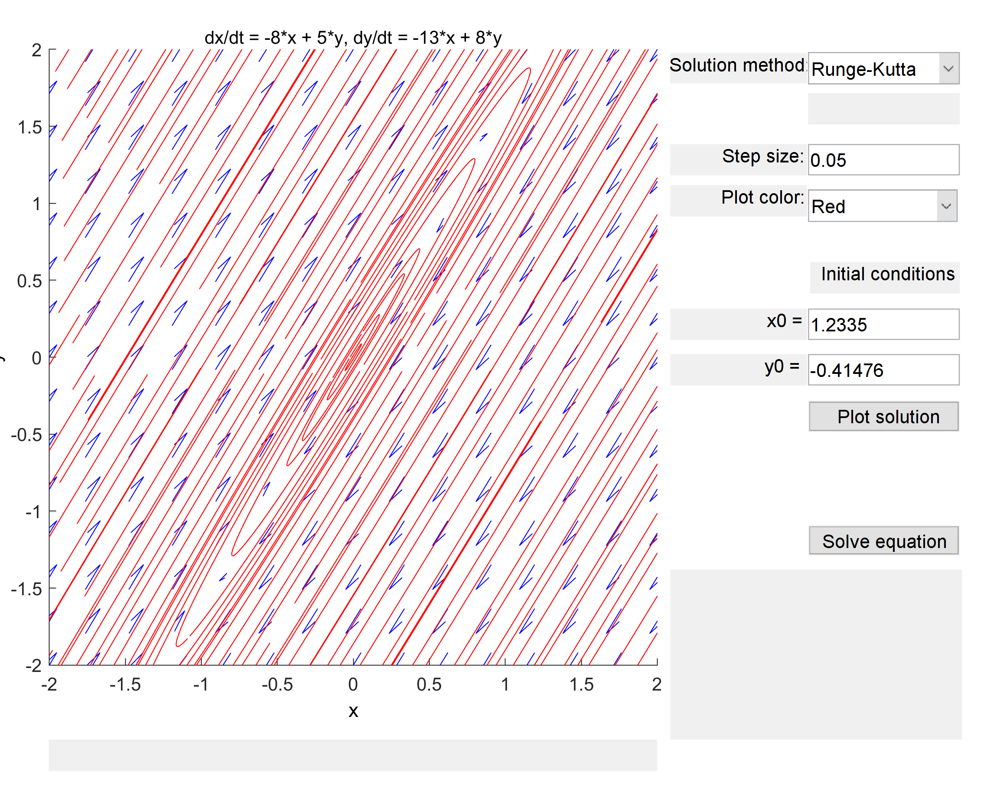 dx/dt = -8*x + 5*y, dy/dt = -13*x + 8*y
2
1.5
1
0.5
0
-0.5
-1
-1.5
-2
-2 -1.5 -1 -0.5 0 0.5 1 1.5 2
x
Solution method: Runge-Kutta
Step size: 0.05
Plot color: Red
Initial conditions
x0 = 1.2335
y0 = -0.41476
Plot solution
Solve equation